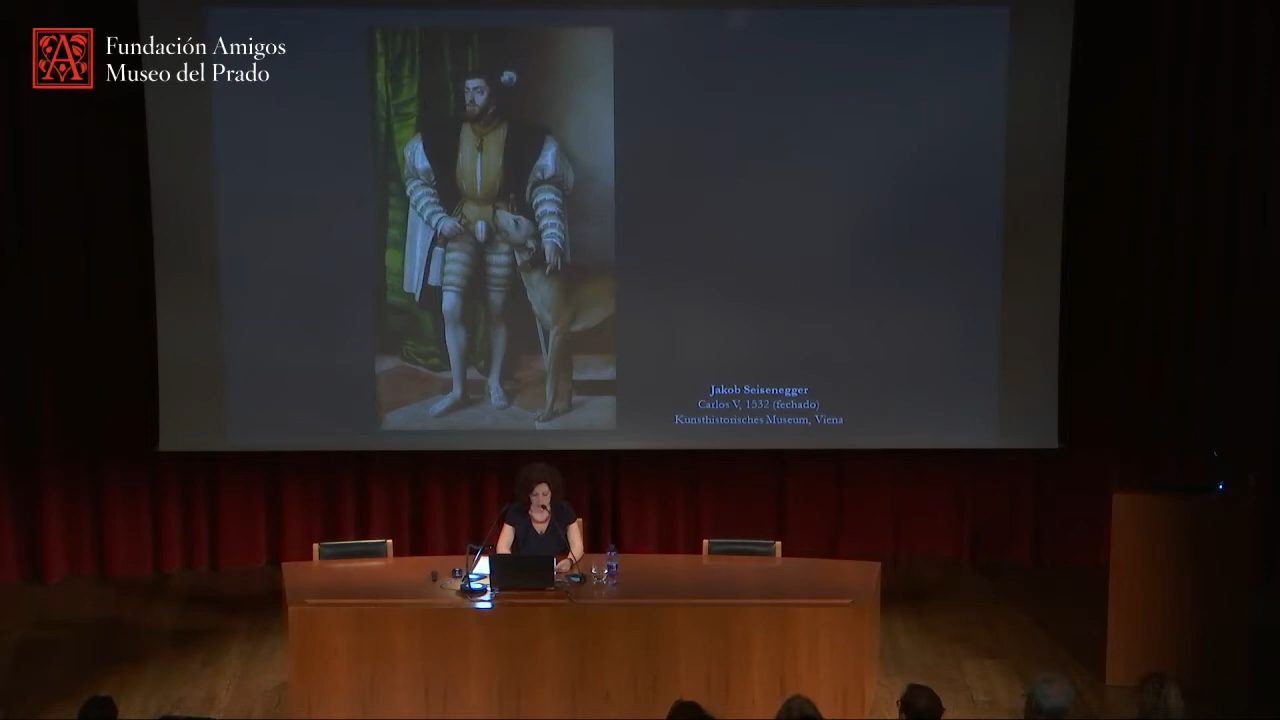 Fundación Amigos
Museo del Prado
Jakob Seisenegger
Carlos V, 1532 (fechado)
Kunsthistorisches Museum, Viena